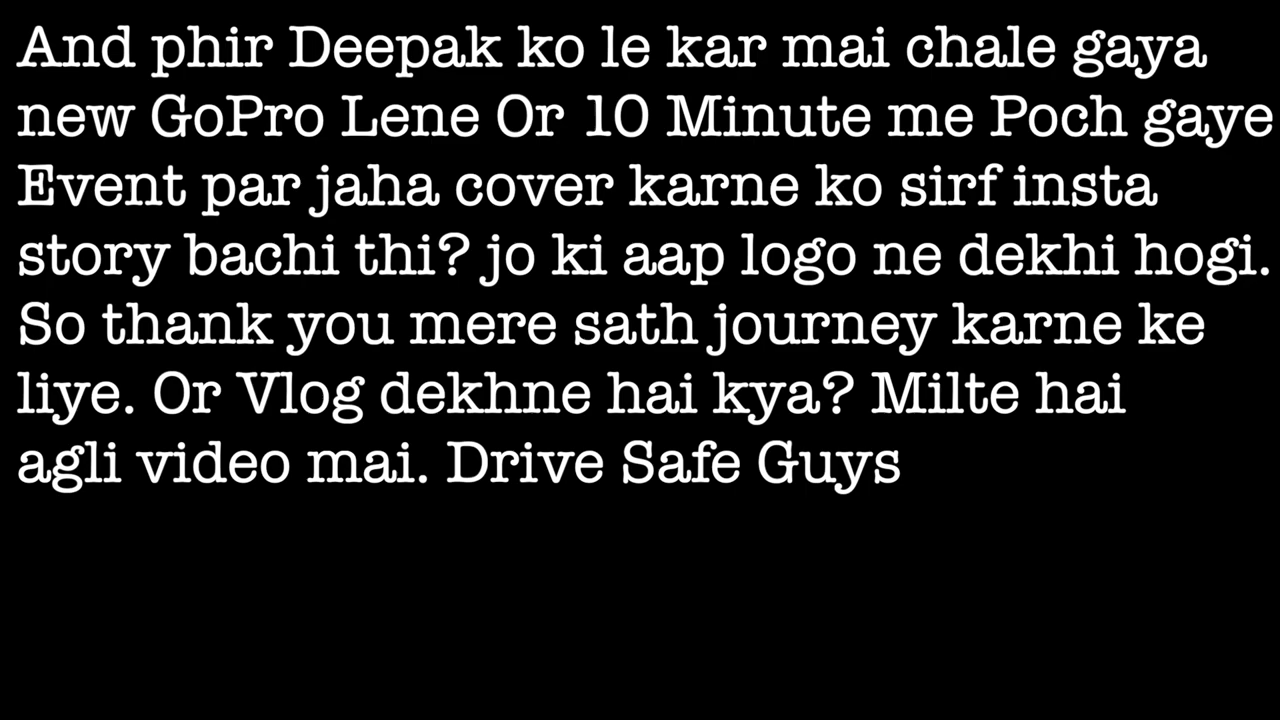 And phir Deepak ko le kar mai chale gaya
new GoPro Lene Or 10 Minute me Poch gaye
Event par jaha cover karne ko sirf insta
story bachi thi? jo ki aap logo ne dekhi hogi.
So thank you mere sath journey karne ke
liye. Or Vlog dekhne hai kya? Milte hai
agli video mai. Drive Safe Guys